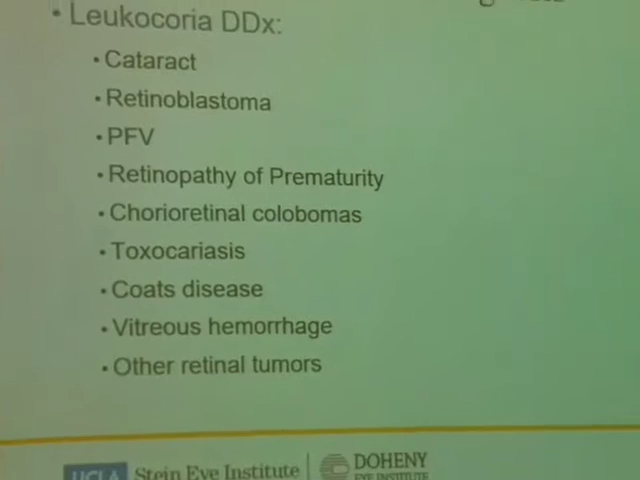 • Leukocoria DDx:
• Cataract
• Retinoblastoma
• PFV
• Retinopathy of Prematurity
• Chorioretinal colobomas
• Toxocariasis
• Coats disease
• Vitreous hemorrhage
• Other retinal tumors
UCLA Stein Eye Institute | DOHENY
EYE INSTITUTE